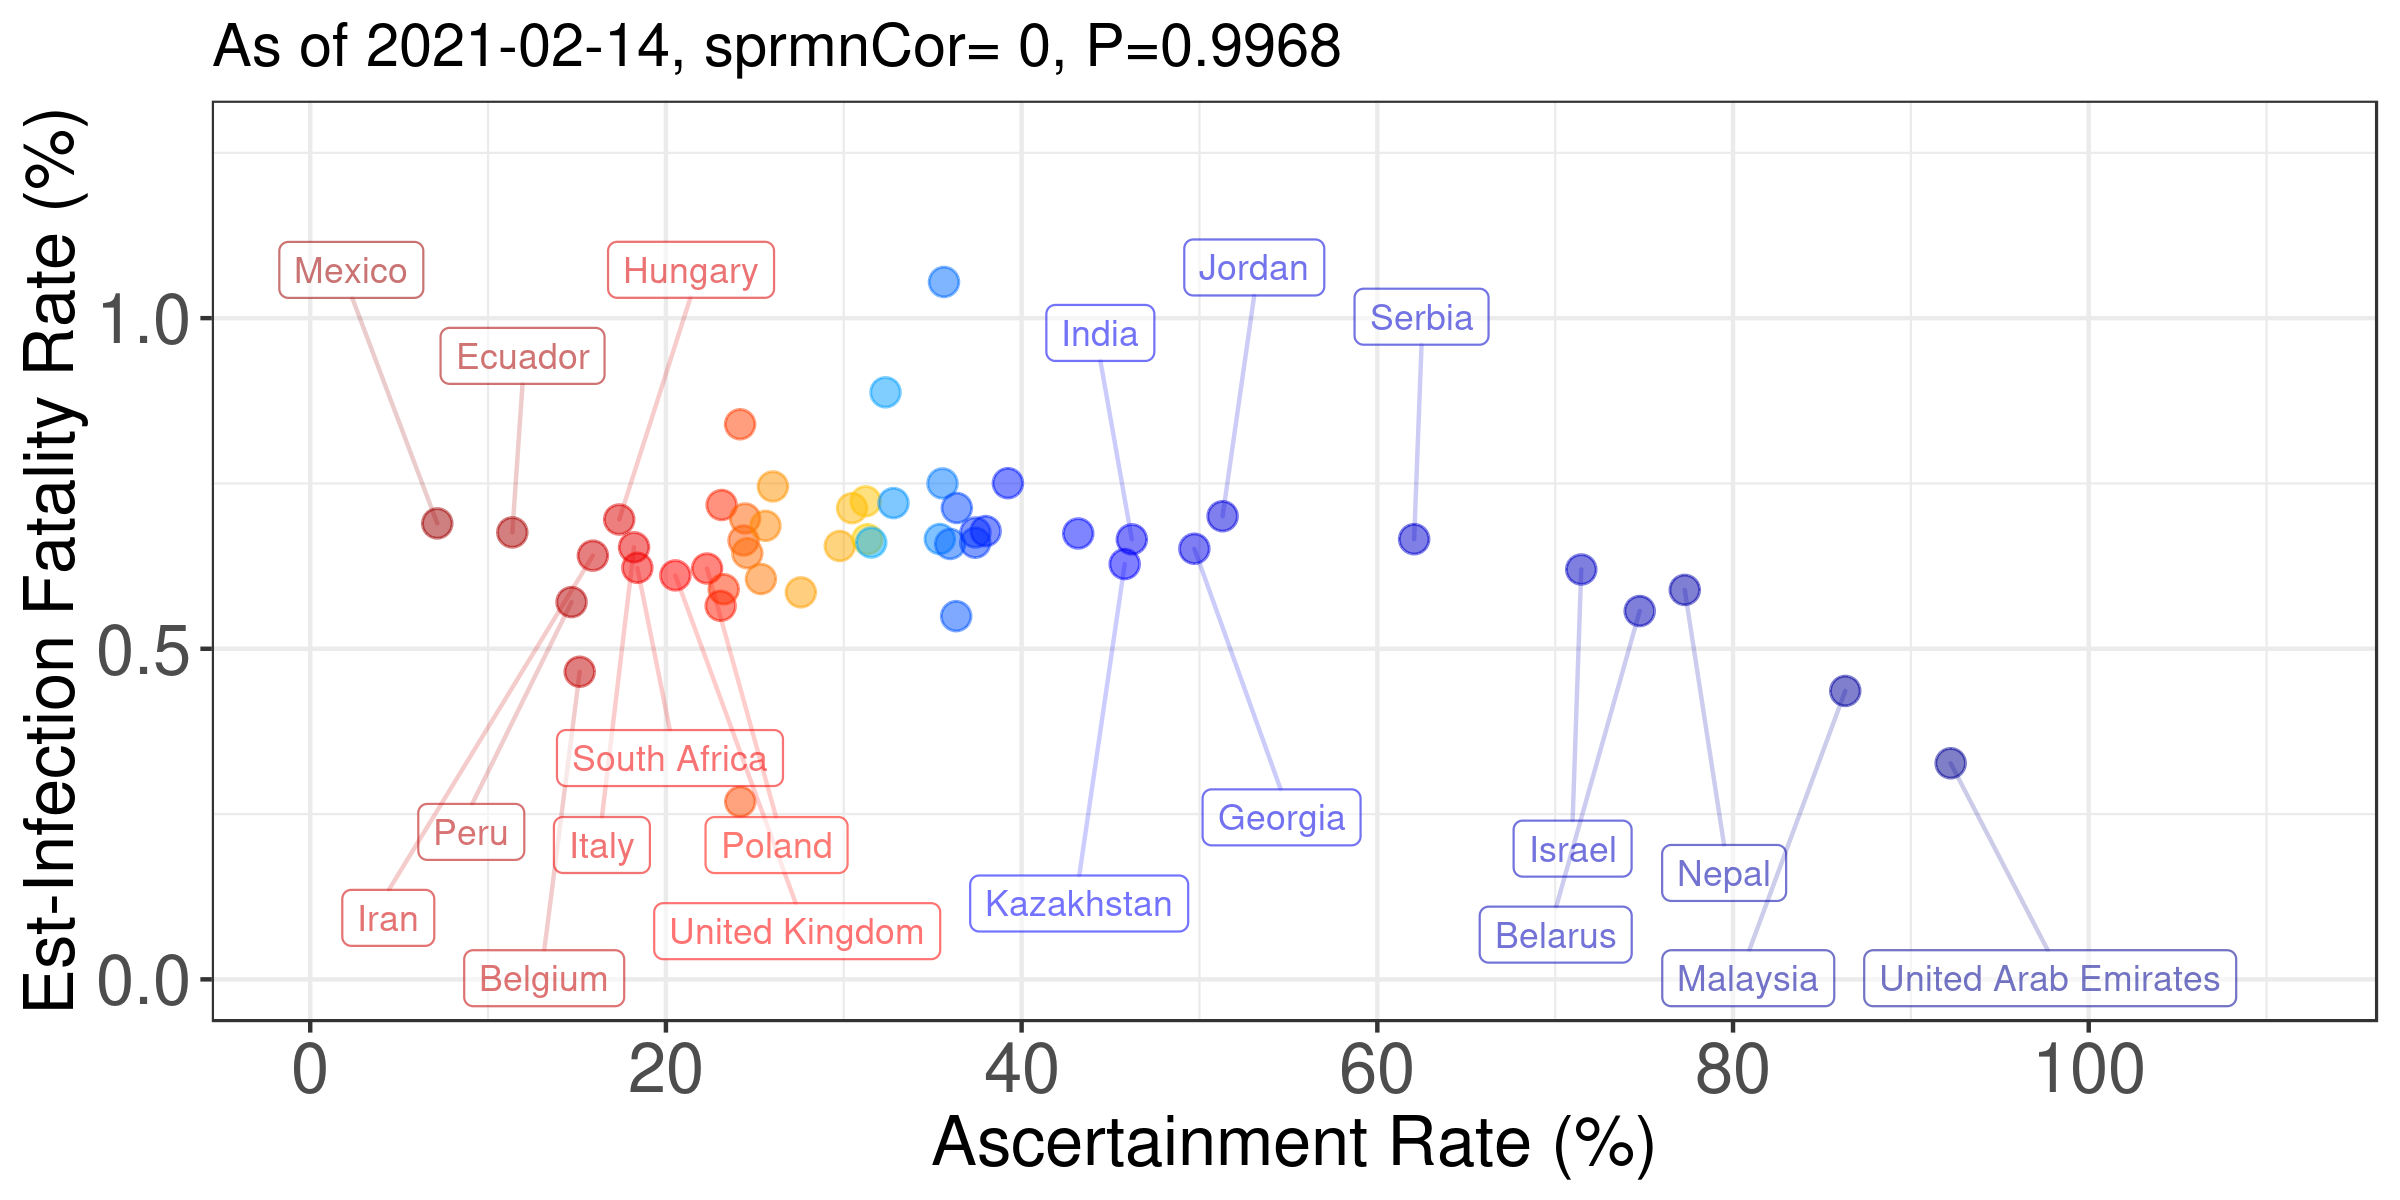 As of 2021-02-14, sprmnCor= 0, P=0.9968
Est-Infection Fatality Rate (%)
1.0
0.5
0.0
Mexico
Hungary
Jordan
Serbia
India
Ecuador
South Africa
Georgia
Peru
Italy
Poland
Israel
Nepal
Kazakhstan
Iran
United Kingdom
Belarus
Belgium
Malaysia
United Arab Emirates
0
20
40
60
80
100
Ascertainment Rate (%)